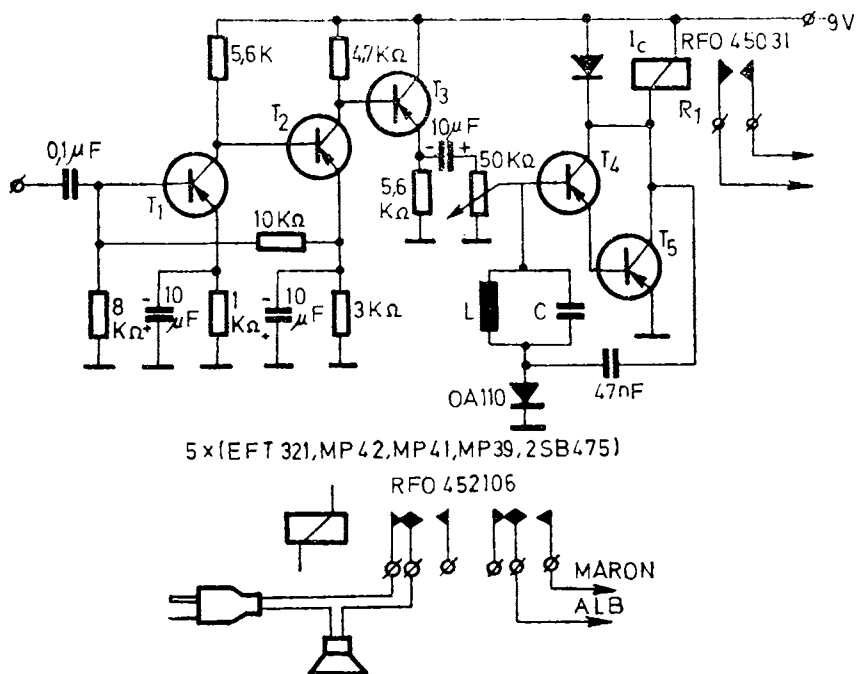 -9V
5,6K
4,7KΩ
Ic
RFO 45031
R1
T1
T2
T3
T4
T5
0,1μF
10μF
- +
50KΩ
5,6
KΩ
10KΩ
8
KΩ
- +
10
μF
1
KΩ
- +
10
μF
3KΩ
L
C
47nF
OA110
5×(EFT 321, MP42, MP41, MP39, 2SB475)
RFO 452106
MARON
ALB